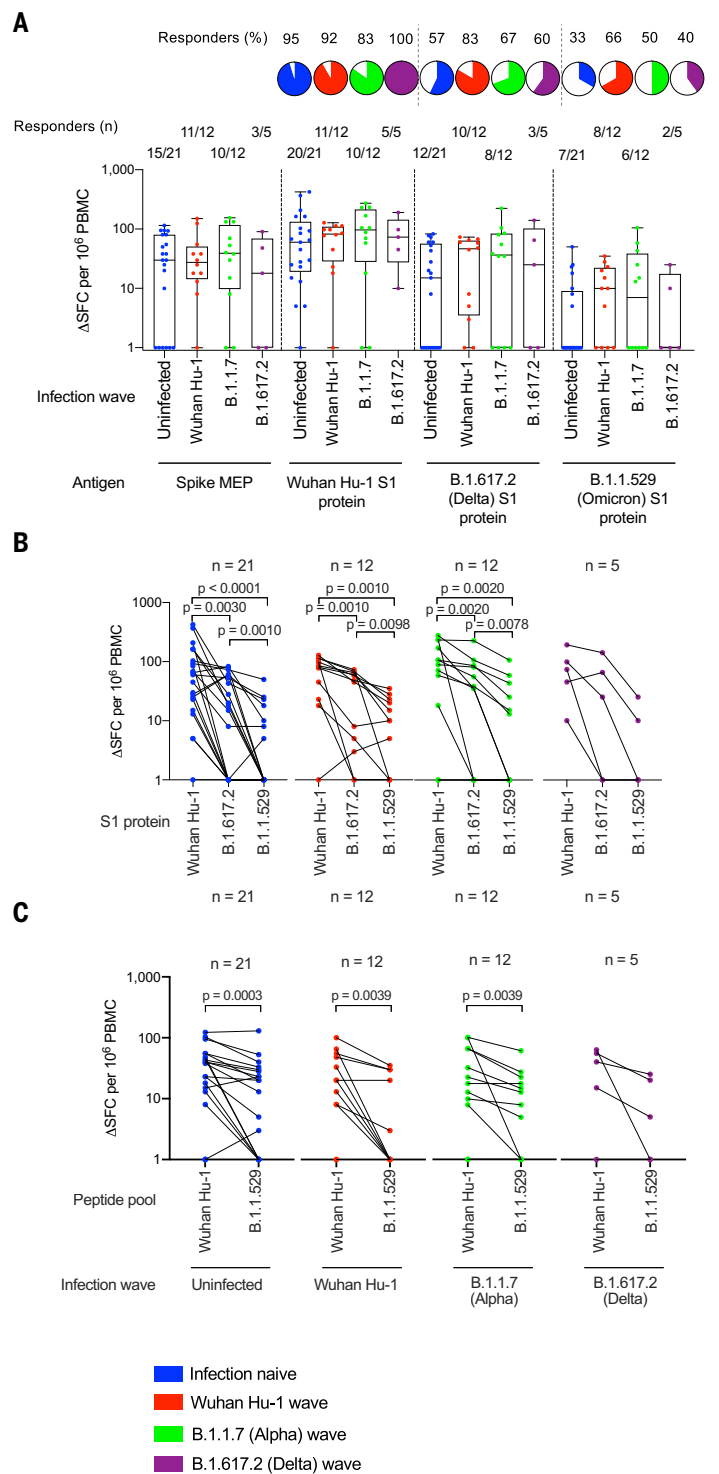 A
Responders (%)
95 92 83 100 57 83 67 60 33 66 50 40
Responders (n)
11/12 3/5 11/12 5/5 10/12 3/5 8/12 2/5
15/21 10/12 20/21 10/12 12/21 8/12 7/21 6/12
1,000
100
10
1
ΔSFC per 10⁶ PBMC
Infection wave
Uninfected
Wuhan Hu-1
B.1.1.7
B.1.617.2
Uninfected
Wuhan Hu-1
B.1.1.7
B.1.617.2
Uninfected
Wuhan Hu-1
B.1.1.7
B.1.617.2
Uninfected
Wuhan Hu-1
B.1.1.7
B.1.617.2
Antigen
Spike MEP
Wuhan Hu-1 S1
protein
B.1.617.2
(Delta) S1
protein
B.1.1.529
(Omicron) S1
protein
B
n = 21 n = 12 n = 12 n = 5
p < 0.0001
p = 0.0030
p = 0.0010
p = 0.0010
p = 0.0010
p = 0.0098
p = 0.0020
p = 0.0020
p = 0.0078
1000
100
10
1
ΔSFC per 10⁶ PBMC
S1 protein
Wuhan Hu-1
B.1.617.2
B.1.1.529
Wuhan Hu-1
B.1.617.2
B.1.1.529
Wuhan Hu-1
B.1.617.2
B.1.1.529
Wuhan Hu-1
B.1.617.2
B.1.1.529
n = 21 n = 12 n = 12 n = 5
C
n = 21 n = 12 n = 12 n = 5
p = 0.0003
p = 0.0039
p = 0.0039
1,000
100
10
1
ΔSFC per 10⁶ PBMC
Peptide pool
Wuhan Hu-1
B.1.1.529
Wuhan Hu-1
B.1.1.529
Wuhan Hu-1
B.1.1.529
Wuhan Hu-1
B.1.1.529
Infection wave
Uninfected
Wuhan Hu-1
B.1.1.7
(Alpha)
B.1.617.2
(Delta)
Infection naive
Wuhan Hu-1 wave
B.1.1.7 (Alpha) wave
B.1.617.2 (Delta) wave